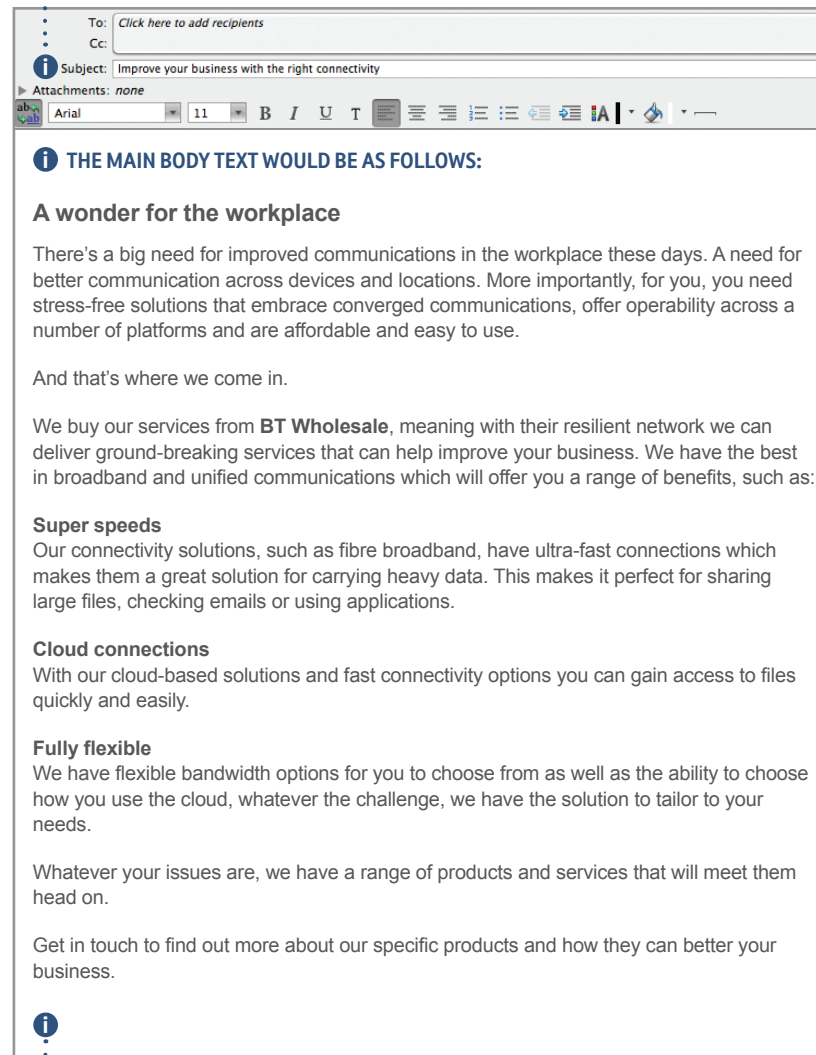 To: Click here to add recipients
Cc:
i Subject: Improve your business with the right connectivity
Attachments: none
ab ab Arial 11 B I U T A
i THE MAIN BODY TEXT WOULD BE AS FOLLOWS:
A wonder for the workplace
There’s a big need for improved communications in the workplace these days. A need for
better communication across devices and locations. More importantly, for you, you need
stress-free solutions that embrace converged communications, offer operability across a
number of platforms and are affordable and easy to use.
And that’s where we come in.
We buy our services from BT Wholesale, meaning with their resilient network we can
deliver ground-breaking services that can help improve your business. We have the best
in broadband and unified communications which will offer you a range of benefits, such as:
Super speeds
Our connectivity solutions, such as fibre broadband, have ultra-fast connections which
makes them a great solution for carrying heavy data. This makes it perfect for sharing
large files, checking emails or using applications.
Cloud connections
With our cloud-based solutions and fast connectivity options you can gain access to files
quickly and easily.
Fully flexible
We have flexible bandwidth options for you to choose from as well as the ability to choose
how you use the cloud, whatever the challenge, we have the solution to tailor to your
needs.
Whatever your issues are, we have a range of products and services that will meet them
head on.
Get in touch to find out more about our specific products and how they can better your
business.
i